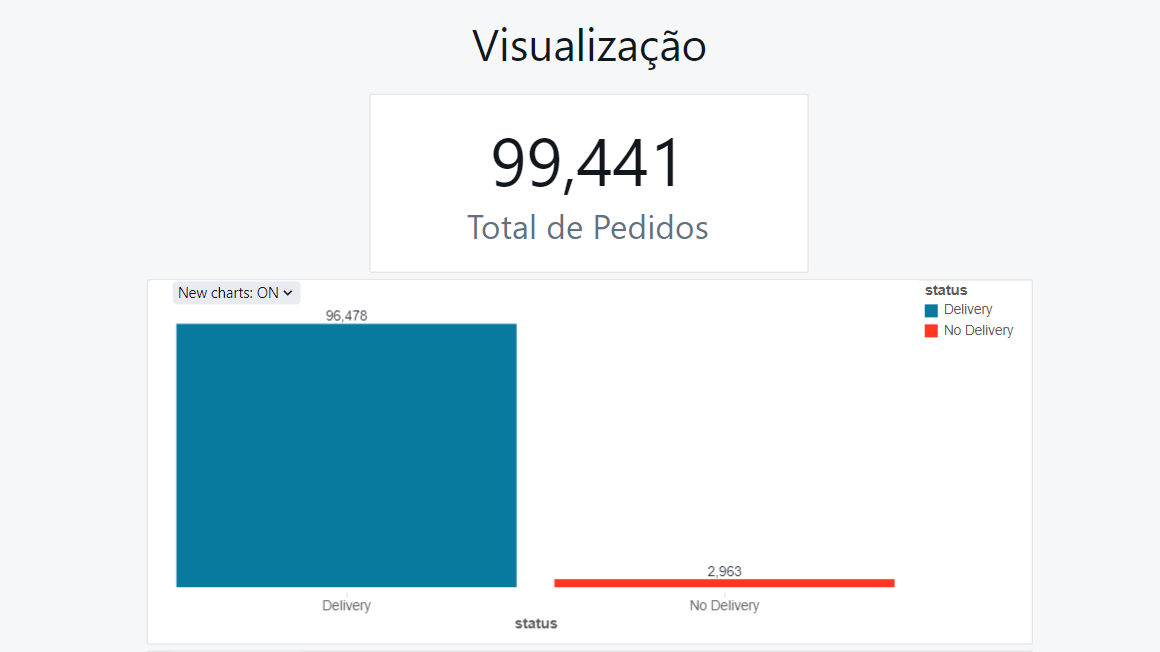 Visualização
99,441
Total de Pedidos
New charts: ON
status
Delivery
No Delivery
96,478
2,963
Delivery
No Delivery
status